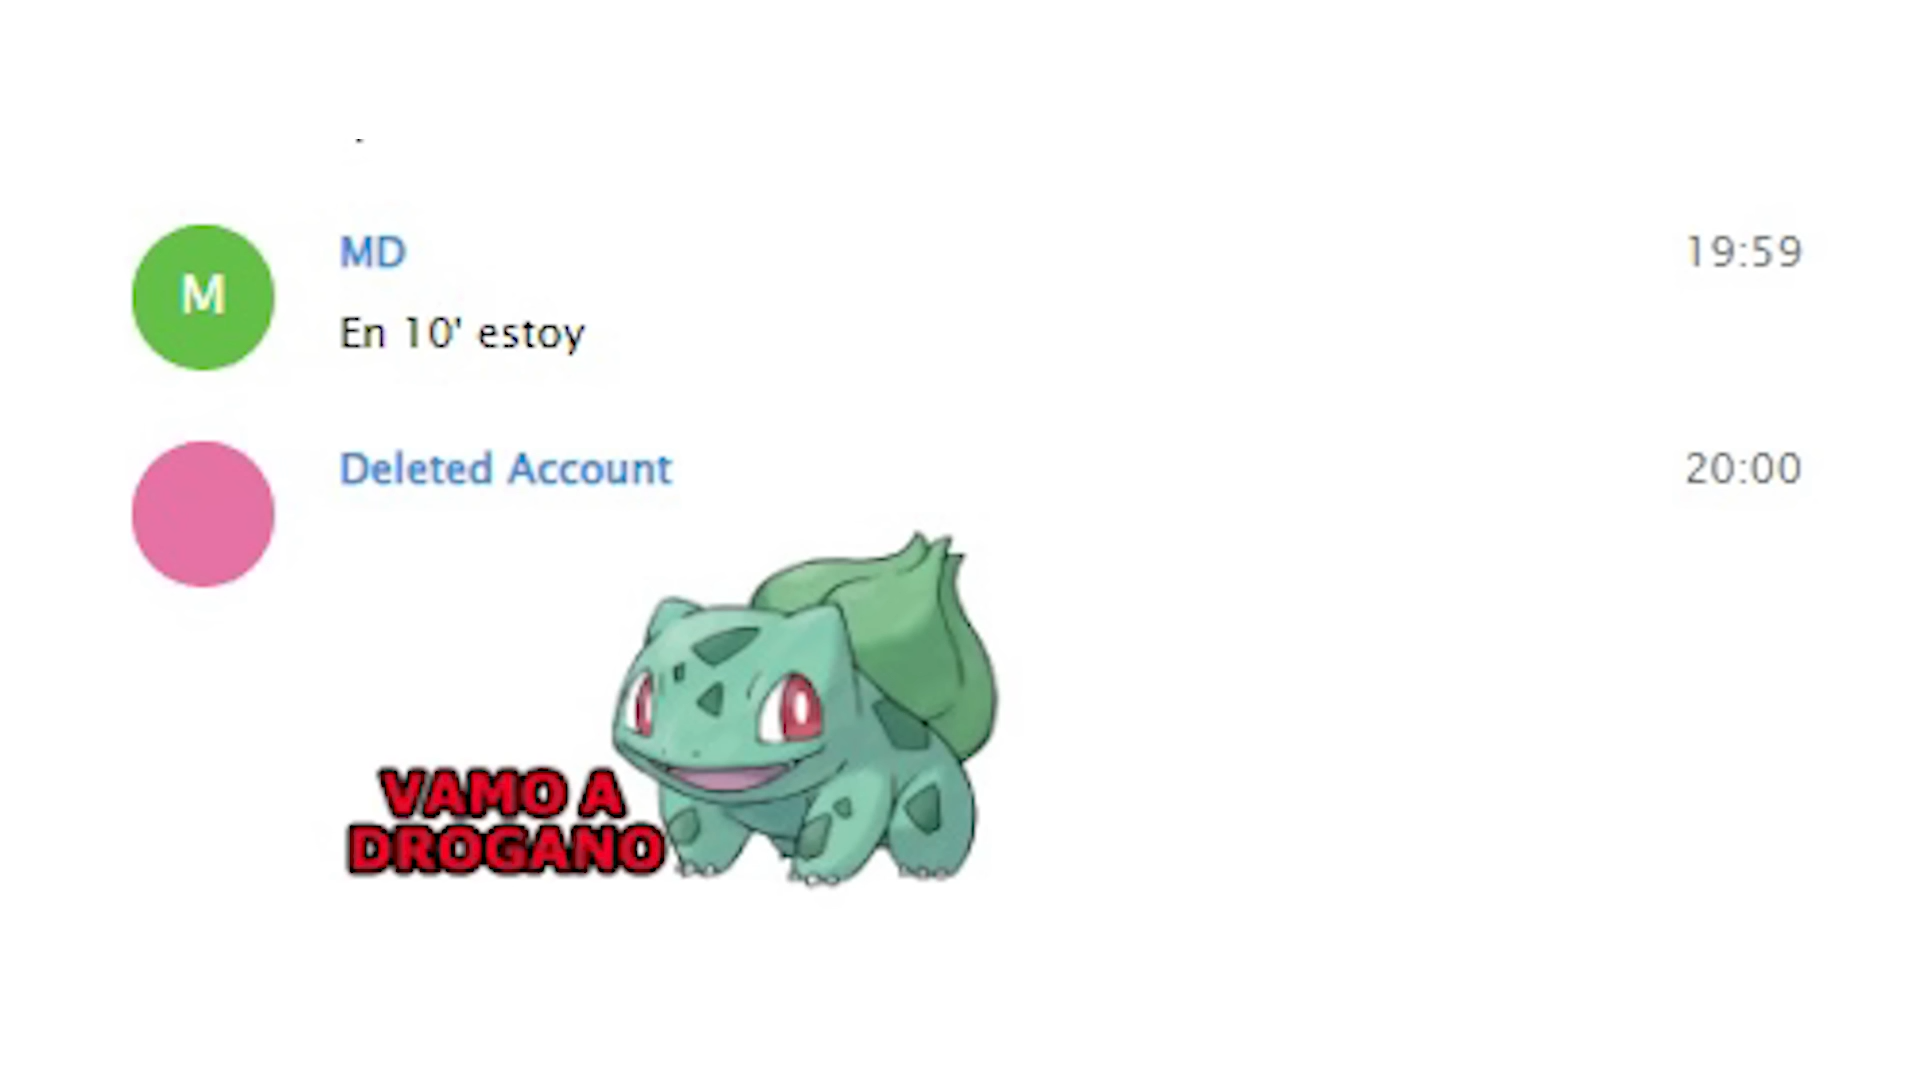 MD
19:59
M
En 10' estoy
Deleted Account
20:00
VAMO A
DROGANO